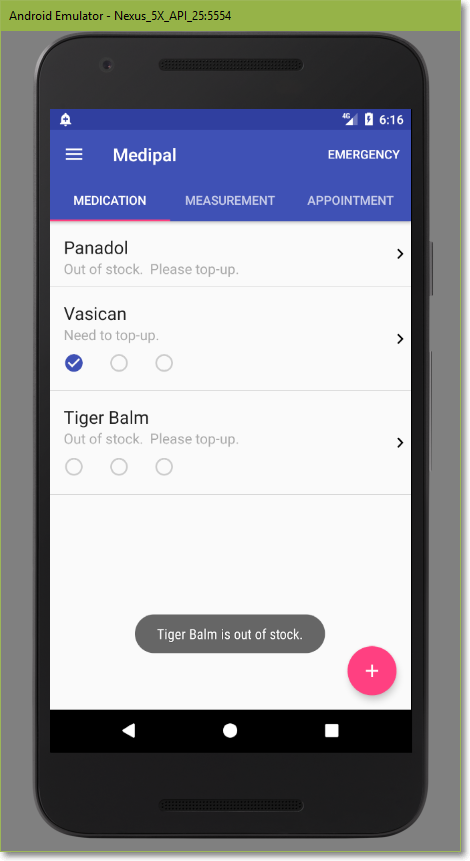 Android Emulator - Nexus_5X_API_25:5554
4G 6:16
Medipal EMERGENCY
MEDICATION MEASUREMENT APPOINTMENT
Panadol
Out of stock. Please top-up.
Vasican
Need to top-up.
Tiger Balm
Out of stock. Please top-up.
Tiger Balm is out of stock.